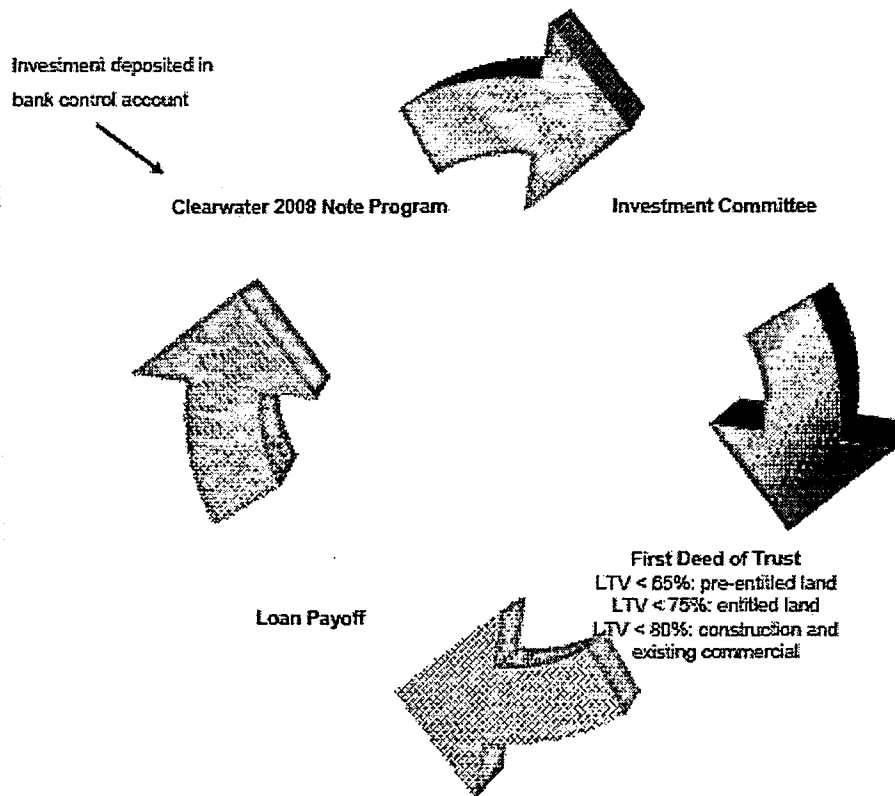 Investment deposited in
bank control account
Clearwater 2008 Note Program
Investment Committee
First Deed of Trust
LTV < 65%: pre-entitled land
LTV < 75%: entitled land
LTV < 80%: construction and
existing commercial
Loan Payoff